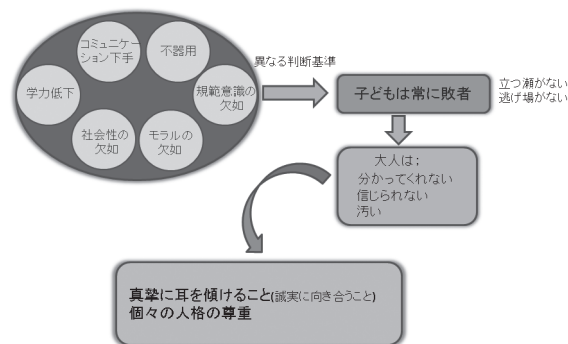 コミュニケー
ション下手
不器用
学力低下
規範意識の
欠如
社会性の
欠如
モラルの
欠如
異なる判断基準
子どもは常に敗者
立つ瀬がない
逃げ場がない
大人は；
分かってくれない
信じられない
汚い
真摯に耳を傾けること(誠実に向き合うこと)
個々の人格の尊重